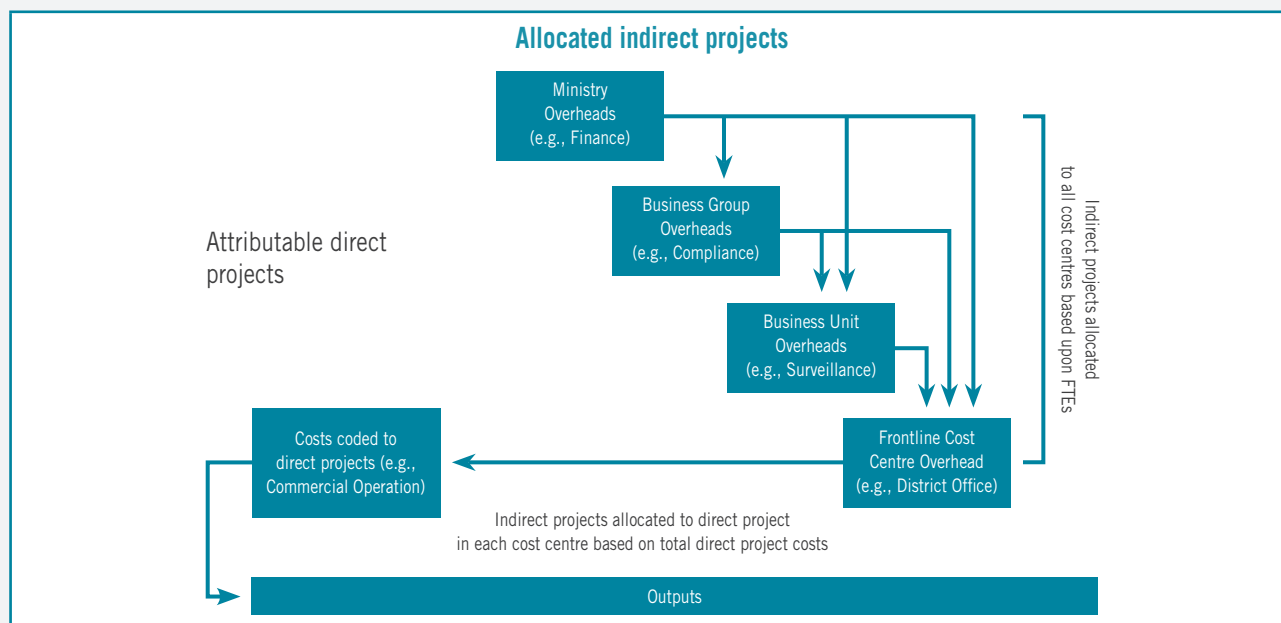 Allocated indirect projects
Ministry
Overheads
(e.g., Finance)
Business Group
Overheads
(e.g., Compliance)
Attributable direct
projects
Business Unit
Overheads
(e.g., Surveillance)
Indirect projects allocated
to all cost centres based upon FTEs
Costs coded to
direct projects (e.g.,
Commercial Operation)
Frontline Cost
Centre Overhead
(e.g., District Office)
Indirect projects allocated to direct project
in each cost centre based on total direct project costs
Outputs